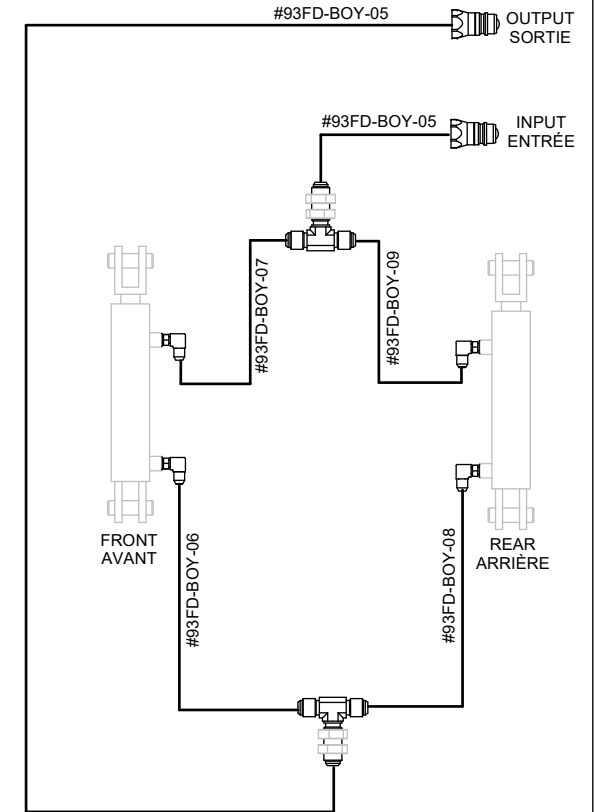 #93FD-BOY-05
OUTPUT
SORTIE
#93FD-BOY-05
INPUT
ENTRÉE
#93FD-BOY-07
#93FD-BOY-09
FRONT
AVANT
#93FD-BOY-06
#93FD-BOY-08
REAR
ARRIÈRE